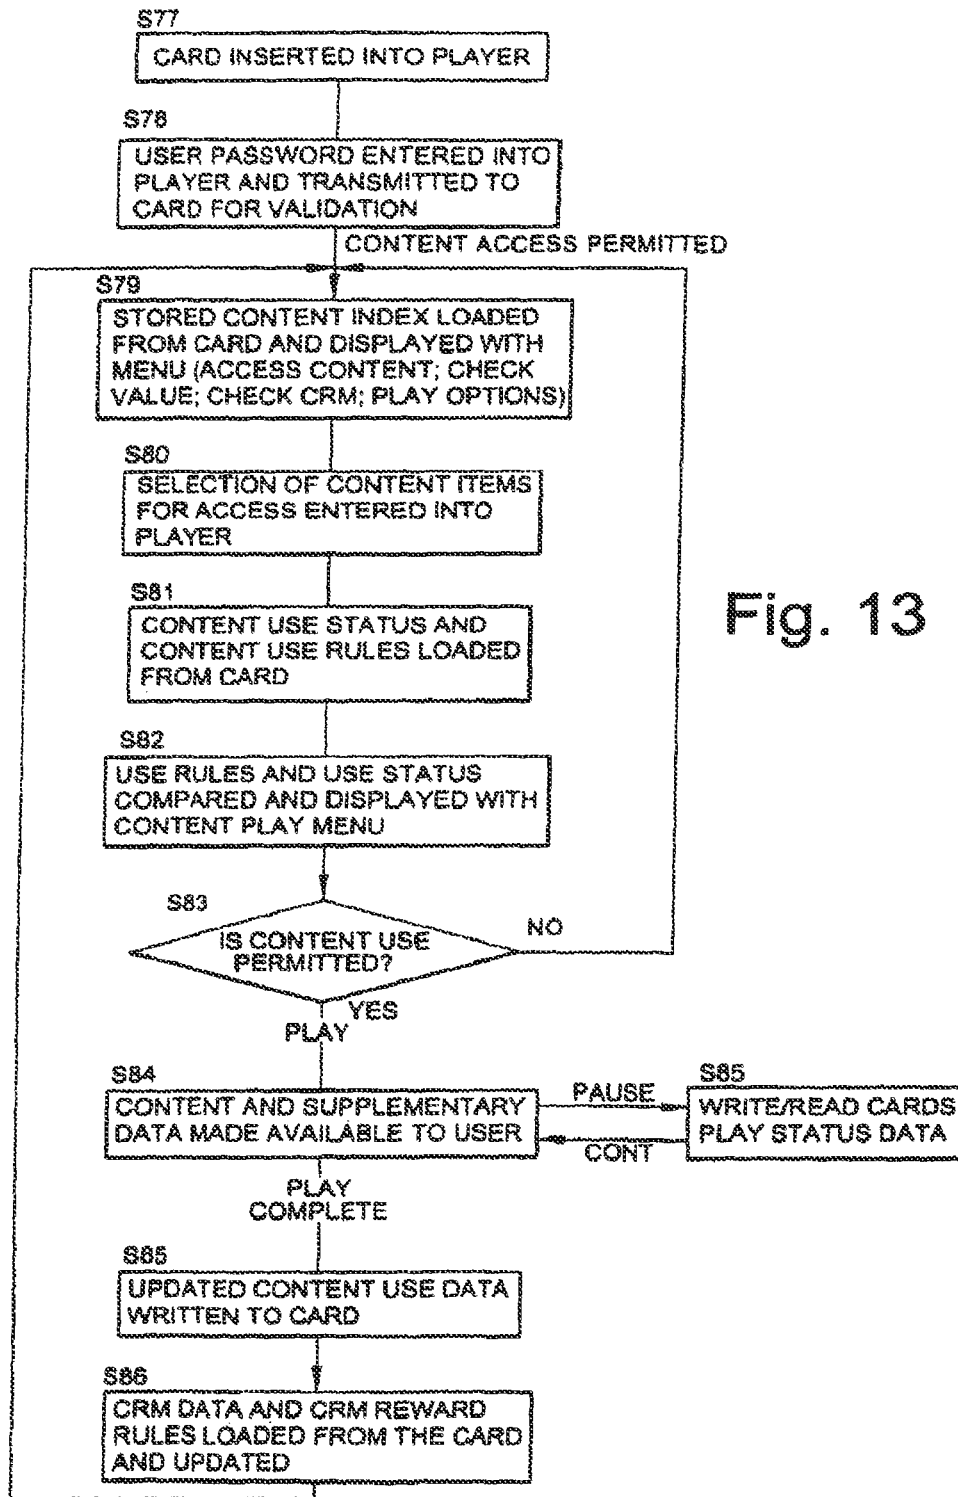 S77
CARD INSERTED INTO PLAYER
S78
USER PASSWORD ENTERED INTO
PLAYER AND TRANSMITTED TO
CARD FOR VALIDATION
CONTENT ACCESS PERMITTED
S79
STORED CONTENT INDEX LOADED
FROM CARD AND DISPLAYED WITH
MENU (ACCESS CONTENT; CHECK
VALUE; CHECK CRM; PLAY OPTIONS)
S80
SELECTION OF CONTENT ITEMS
FOR ACCESS ENTERED INTO
PLAYER
S81
CONTENT USE STATUS AND
CONTENT USE RULES LOADED
FROM CARD
Fig. 13
S82
USE RULES AND USE STATUS
COMPARED AND DISPLAYED WITH
CONTENT PLAY MENU
S83
IS CONTENT USE
PERMITTED?
NO
YES
PLAY
S84
CONTENT AND SUPPLEMENTARY
DATA MADE AVAILABLE TO USER
PAUSE
CONT
S85
WRITE/READ CARDS
PLAY STATUS DATA
PLAY
COMPLETE
S85
UPDATED CONTENT USE DATA
WRITTEN TO CARD
S86
CRM DATA AND CRM REWARD
RULES LOADED FROM THE CARD
AND UPDATED